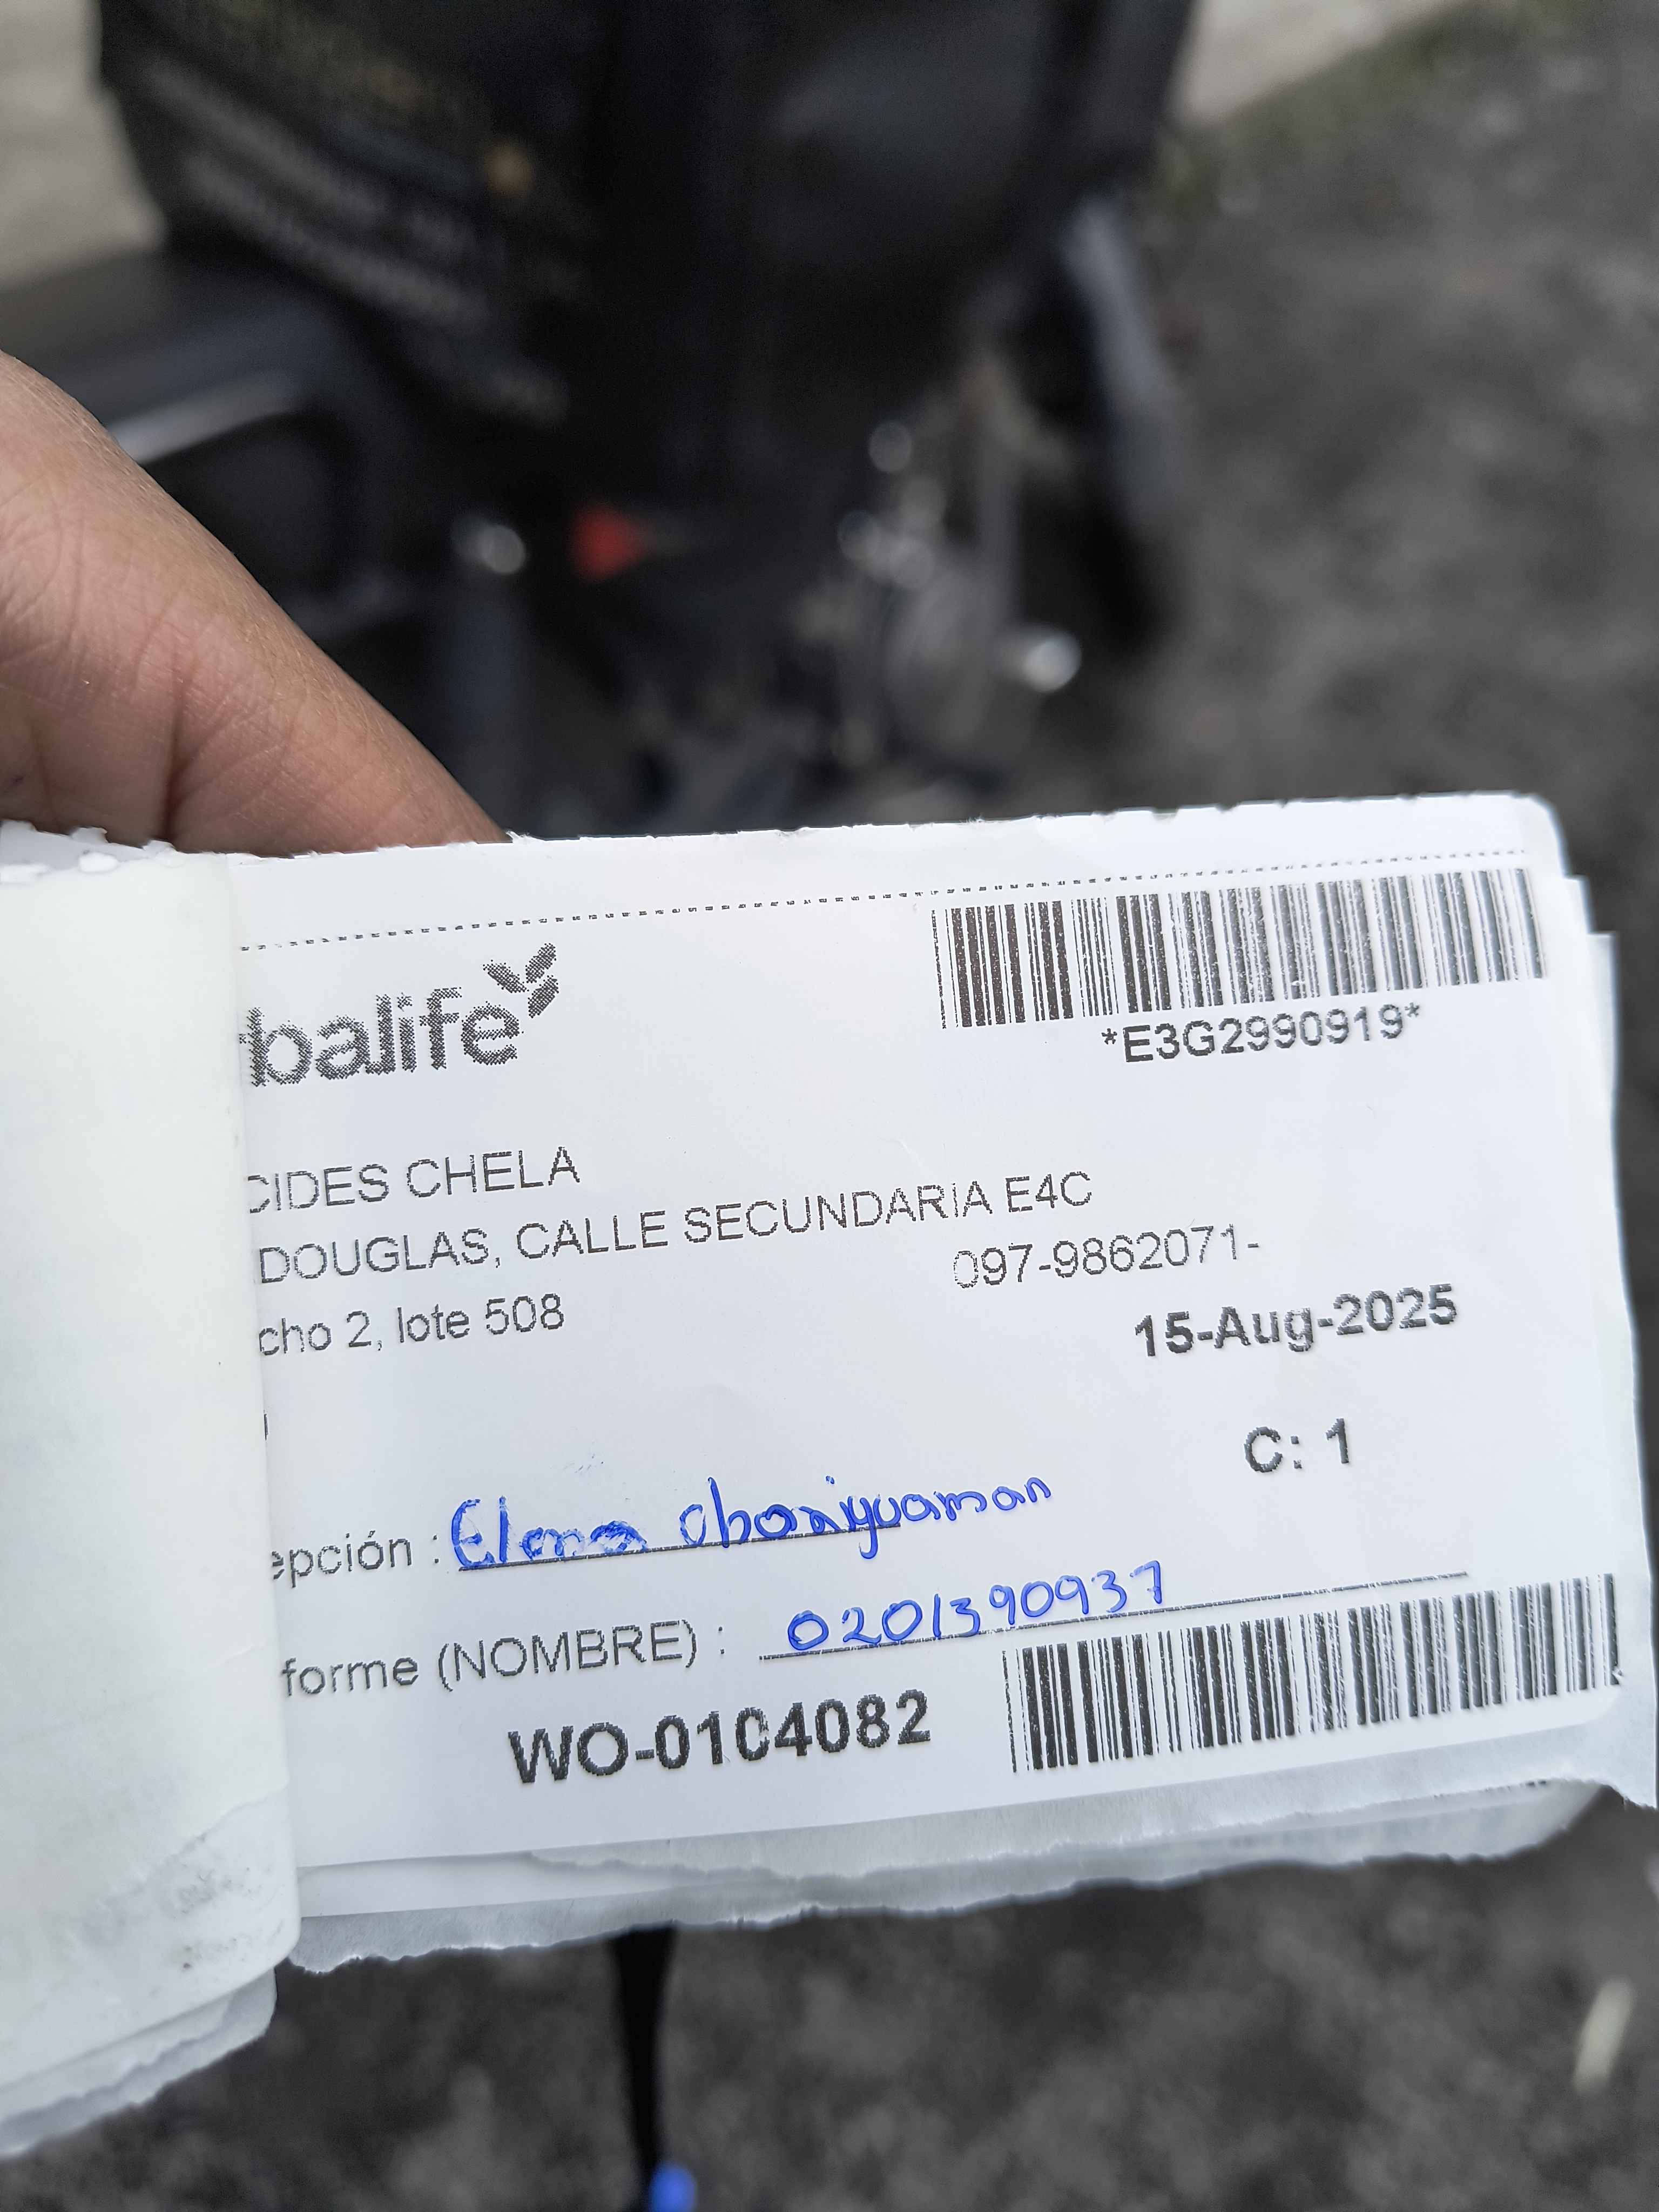 balife
*E3G2990919*
CIDES CHELA
DOUGLAS, CALLE SECUNDARIA E4C
097-9862071-
cho 2, lote 508
15-Aug-2025
C: 1
epción : Elena
forme (NOMBRE) : 0201390937
WO-0104082